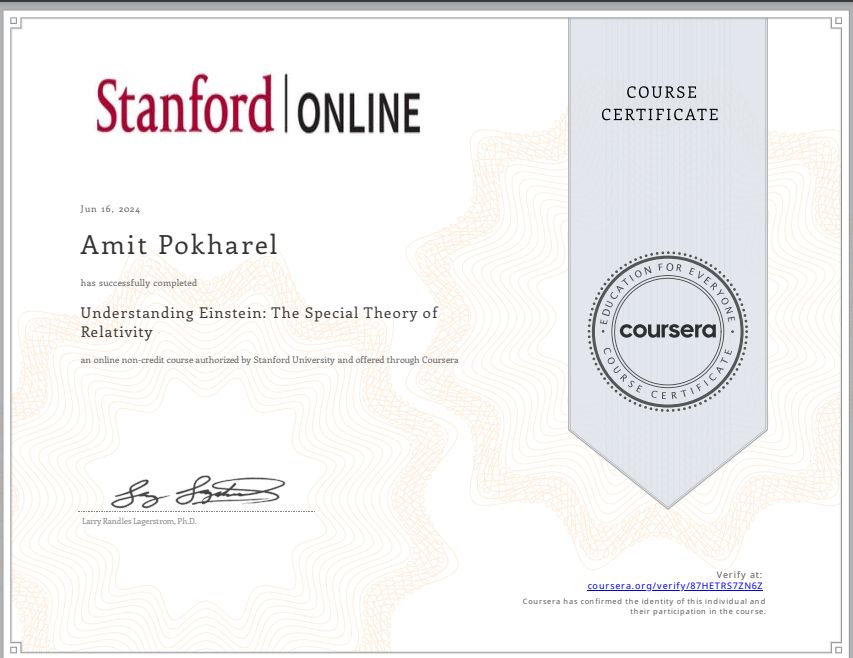 Stanford | ONLINE
COURSE
CERTIFICATE
Jun 16, 2024
Amit Pokharel
has successfully completed
Understanding Einstein: The Special Theory of
Relativity
an online non-credit course authorized by Stanford University and offered through Coursera
EDUCATION FOR EVERYONE
coursera
COURSE CERTIFICATE
Larry Randles Lagerstrom, Ph.D.
Verify at:
coursera.org/verify/87HETRS7ZN6Z
Coursera has confirmed the identity of this individual and
their participation in the course.